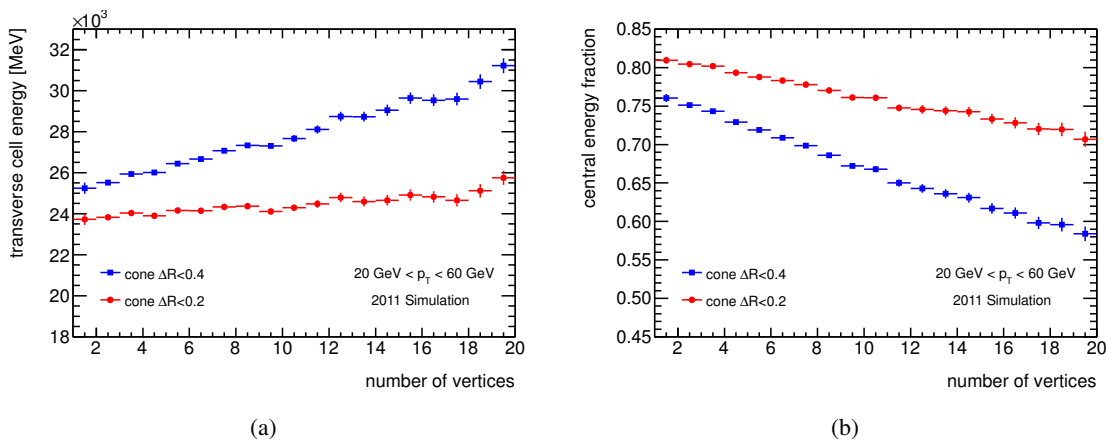 ×10³
transverse cell energy [MeV]
32
30
28
26
24
22
20
18
cone ΔR<0.4
20 GeV < p_T < 60 GeV
cone ΔR<0.2
2011 Simulation
2 4 6 8 10 12 14 16 18 20
number of vertices
(a)
central energy fraction
0.85
0.80
0.75
0.70
0.65
0.60
0.55
0.50
0.45
cone ΔR<0.4
20 GeV < p_T < 60 GeV
cone ΔR<0.2
2011 Simulation
2 4 6 8 10 12 14 16 18 20
number of vertices
(b)